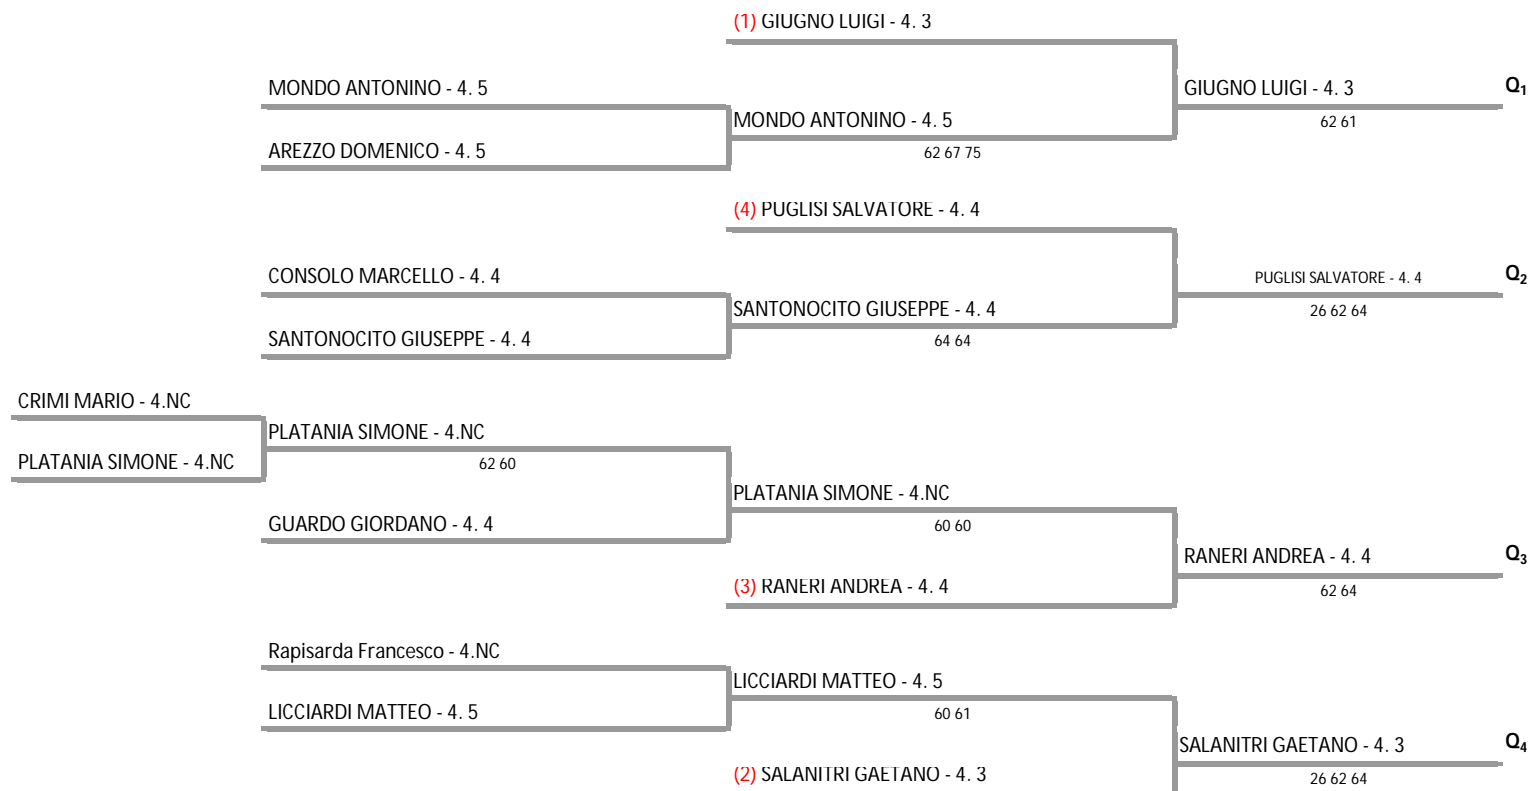 (1) GIUGNO LUIGI - 4. 3
MONDO ANTONINO - 4. 5
GIUGNO LUIGI - 4. 3
Q1
MONDO ANTONINO - 4. 5
62 61
AREZZO DOMENICO - 4. 5
62 67 75
(4) PUGLISI SALVATORE - 4. 4
CONSOLO MARCELLO - 4. 4
PUGLISI SALVATORE - 4. 4
Q2
SANTONOCITO GIUSEPPE - 4. 4
26 62 64
SANTONOCITO GIUSEPPE - 4. 4
64 64
CRIMI MARIO - 4.NC
PLATANIA SIMONE - 4.NC
PLATANIA SIMONE - 4.NC
62 60
PLATANIA SIMONE - 4.NC
GUARDO GIORDANO - 4. 4
60 60
RANERI ANDREA - 4. 4
Q3
(3) RANERI ANDREA - 4. 4
62 64
Rapisarda Francesco - 4.NC
LICCIARDI MATTEO - 4. 5
LICCIARDI MATTEO - 4. 5
60 61
SALANITRI GAETANO - 4. 3
Q4
(2) SALANITRI GAETANO - 4. 3
26 62 64